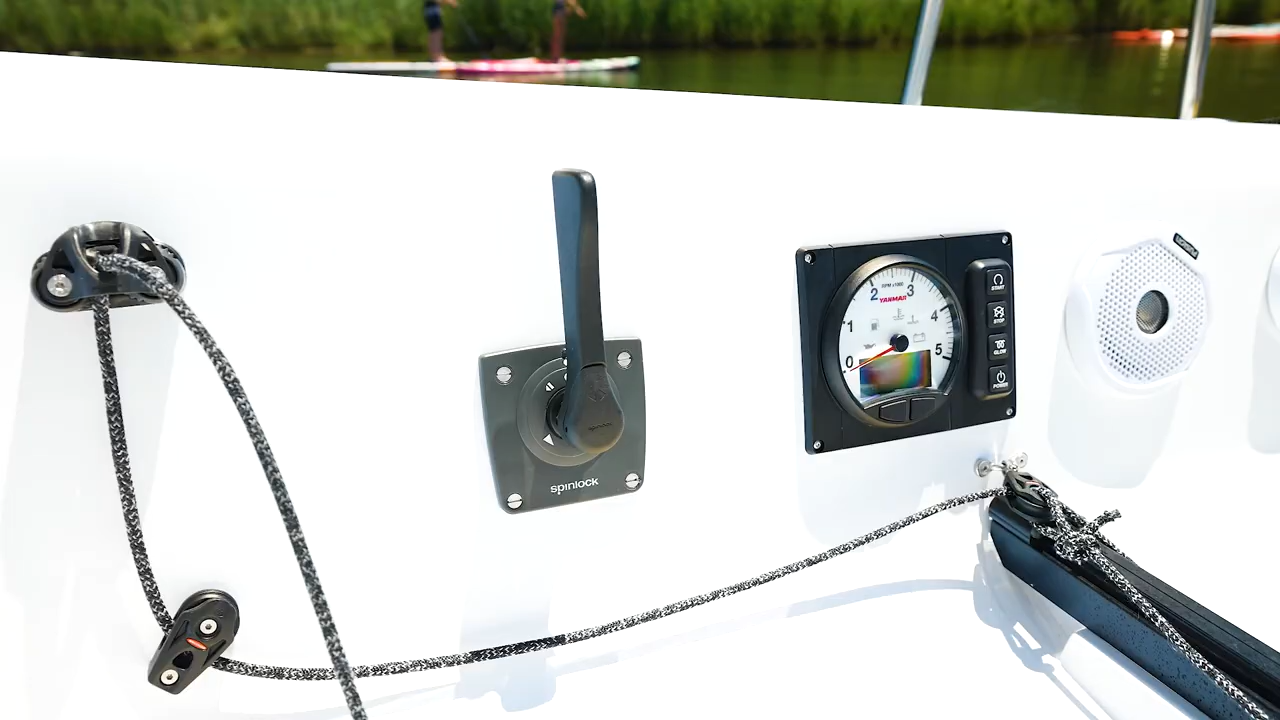 spinlock
RPM x1000
YANMAR
0
1
2
3
4
5
START
STOP
GLOW
POWER